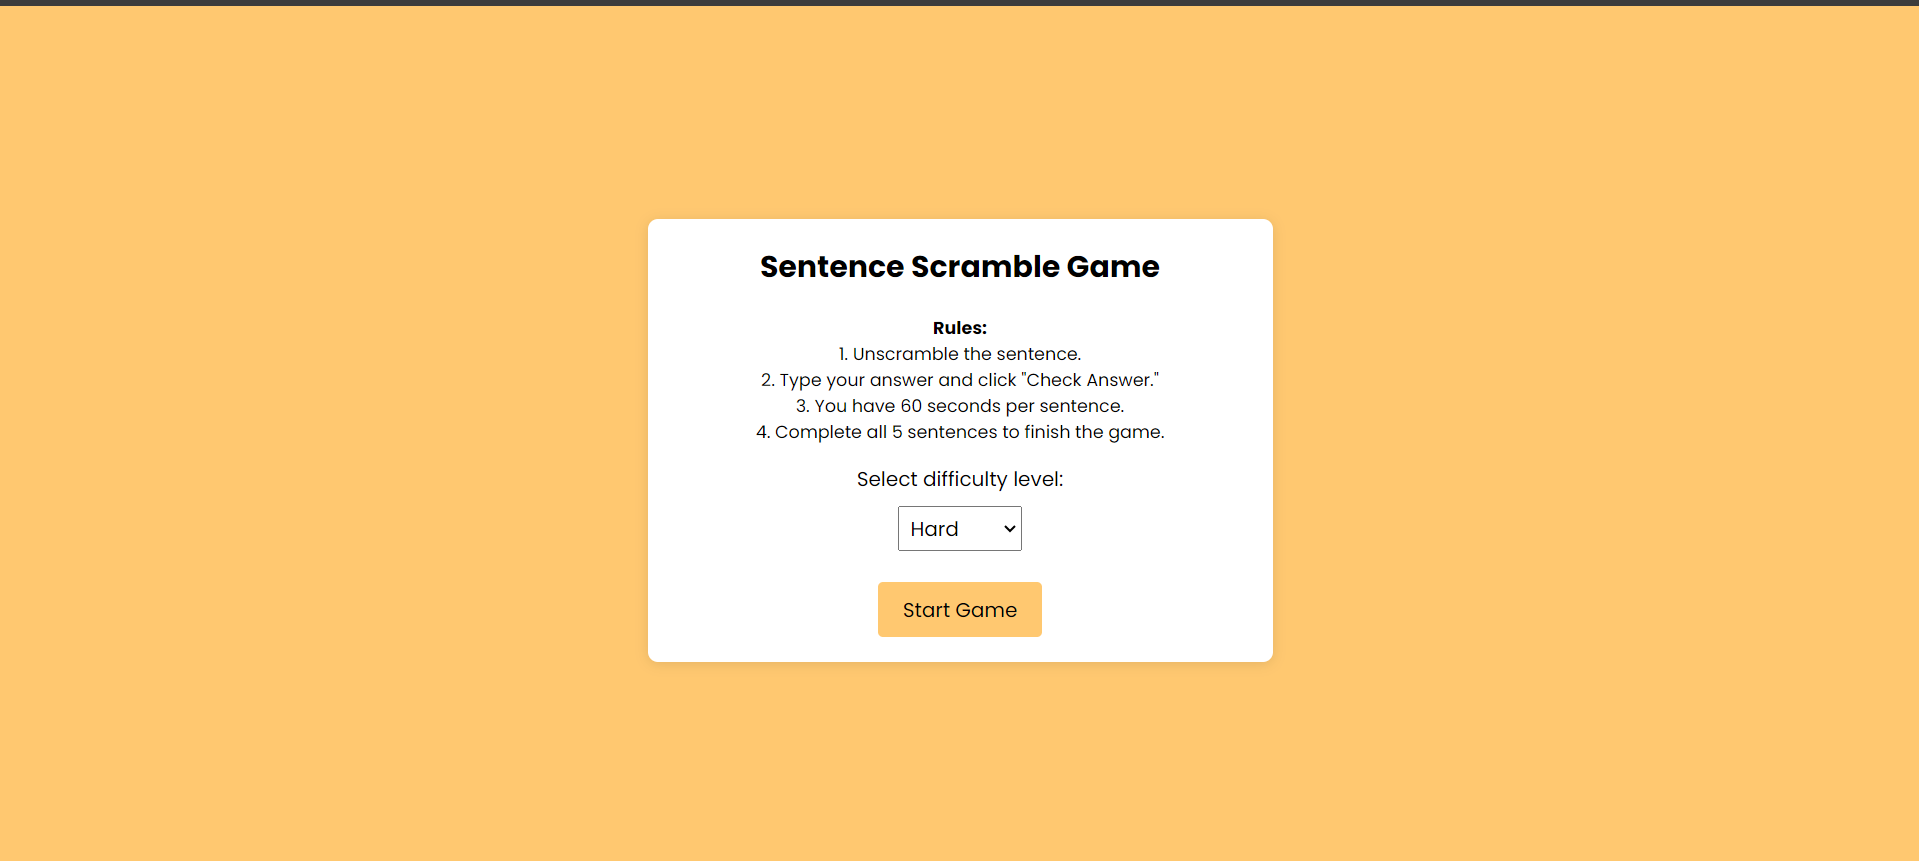 Sentence Scramble Game
Rules:
1. Unscramble the sentence.
2. Type your answer and click "Check Answer."
3. You have 60 seconds per sentence.
4. Complete all 5 sentences to finish the game.
Select difficulty level:
Hard
Start Game